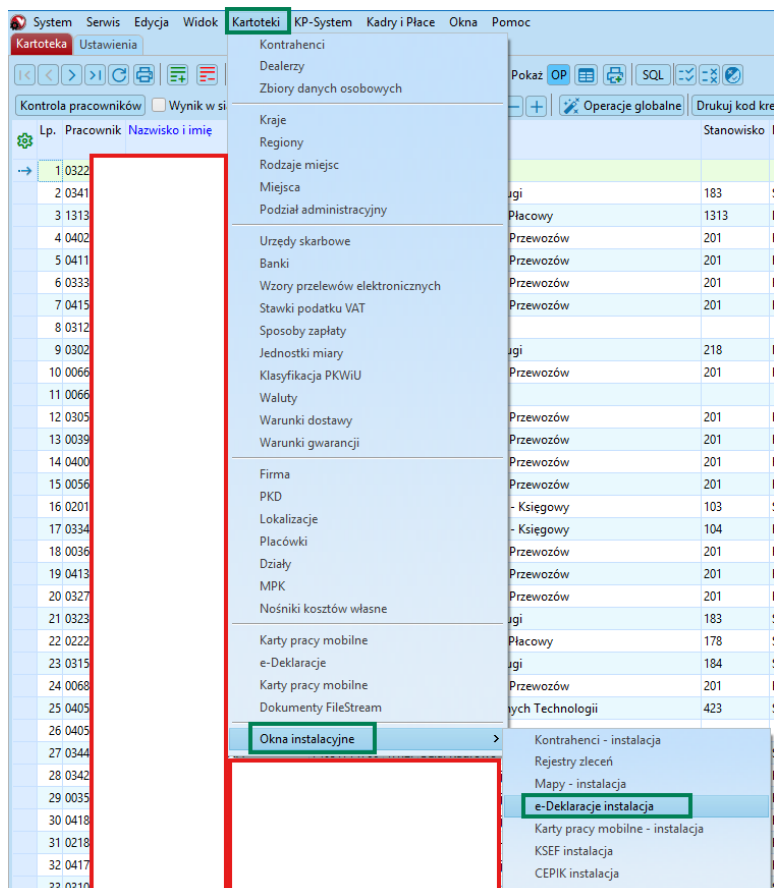 System Serwis Edycja Widok Kartoteki KP-System Kadry i Płace Okna Pomoc
Kartoteka Ustawienia
Pokaż OP SQL
Kontrola pracowników Wynik w si
Operacje globalne Drukuj kod kre
Lp. Pracownik Nazwisko i imię Stanowisko
1 0322
2 0341 ugi 183
3 1313 Płacowy 1313
4 0402 Przewozów 201
5 0411 Przewozów 201
6 0333 Przewozów 201
7 0415 Przewozów 201
8 0312
9 0302 ugi 218
10 0066 Przewozów 201
11 0066
12 0305 Przewozów 201
13 0039 Przewozów 201
14 0400 Przewozów 201
15 0056 Przewozów 201
16 0201 - Księgowy 103
17 0334 - Księgowy 104
18 0036 Przewozów 201
19 0413 Przewozów 201
20 0327 Przewozów 201
21 0323 ugi 183
22 0222 Płacowy 178
23 0315 ugi 184
24 0068 Przewozów 201
25 0405 ych Technologii 423
26 0405
27 0344
28 0342
29 0035
30 0418
31 0218
32 0417
33 0310
Kontrahenci
Dealerzy
Zbiory danych osobowych
Kraje
Regiony
Rodzaje miejsc
Miejsca
Podział administracyjny
Urzędy skarbowe
Banki
Wzory przelewów elektronicznych
Stawki podatku VAT
Sposoby zapłaty
Jednostki miary
Klasyfikacja PKWiU
Waluty
Warunki dostawy
Warunki gwarancji
Firma
PKD
Lokalizacje
Placówki
Działy
MPK
Nośniki kosztów własne
Karty pracy mobilne
e-Deklaracje
Karty pracy mobilne
Dokumenty FileStream
Okna instalacyjne
Kontrahenci - instalacja
Rejestry zleceń
Mapy - instalacja
e-Deklaracje instalacja
Karty pracy mobilne - instalacja
KSEF instalacja
CEPIK instalacja